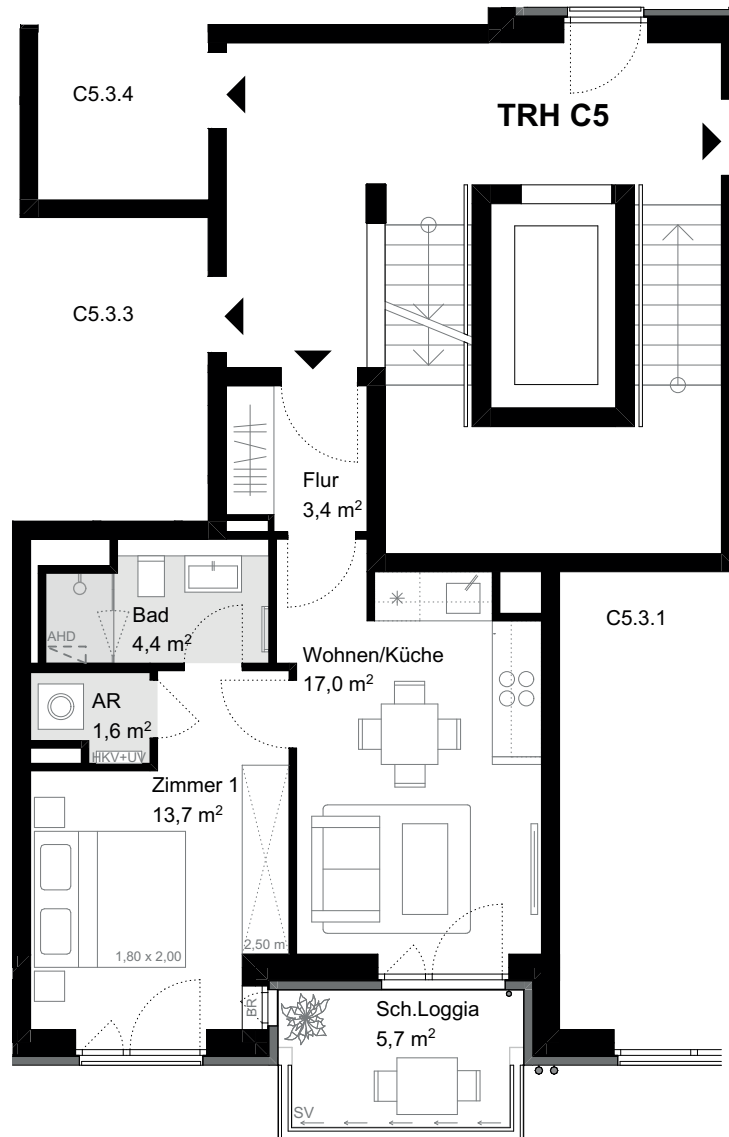 C5.3.4
TRH C5
C5.3.3
Flur
3,4 m²
C5.3.1
Bad
4,4 m²
AHD
Wohnen/Küche
17,0 m²
AR
1,6 m²
HKV+UV
Zimmer 1
13,7 m²
2,50 m
1,80 x 2,00
BR
Sch.Loggia
5,7 m²
SV